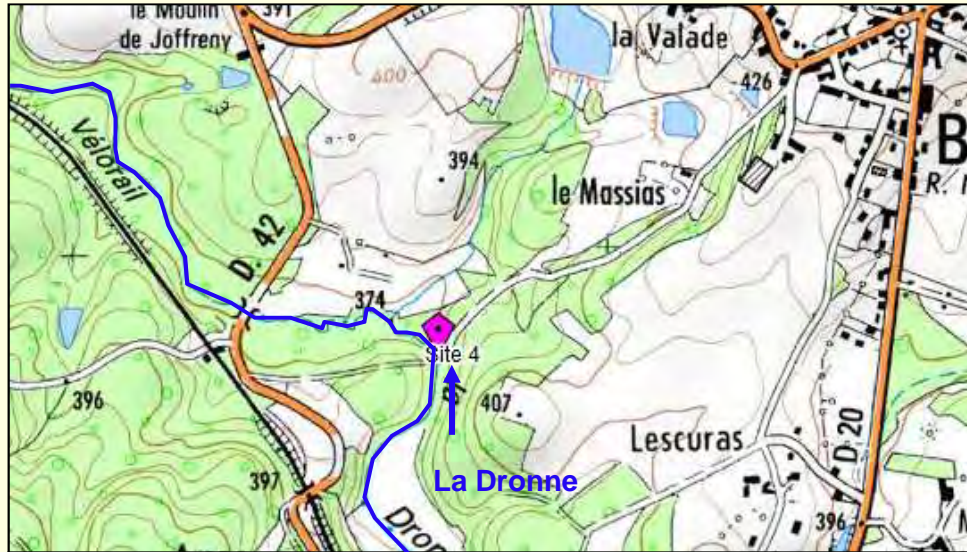 le Moulin
391
de Joffreny
la Valade
400
426
Vélorail
394
B
le Massias
R.
D. 42
374
Site 4
396
407
Lescuras
D. 20
La Dronne
397
Dron
396